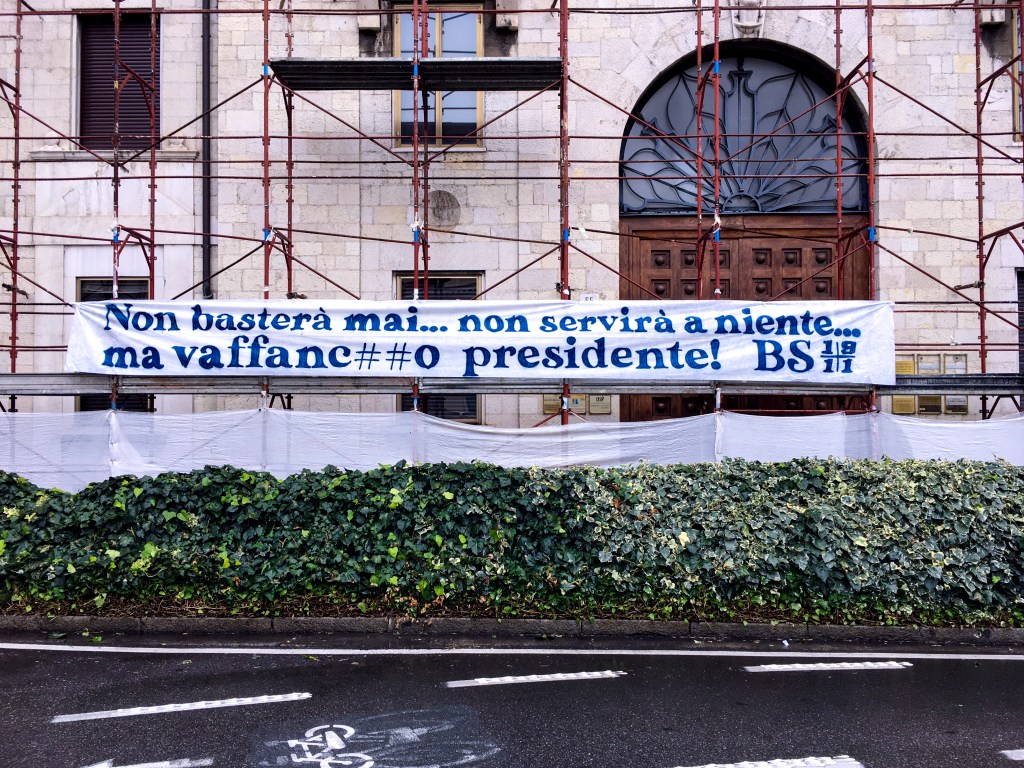 Non basterà mai... non servirà a niente...
ma vaffanc##o presidente! BS 1911